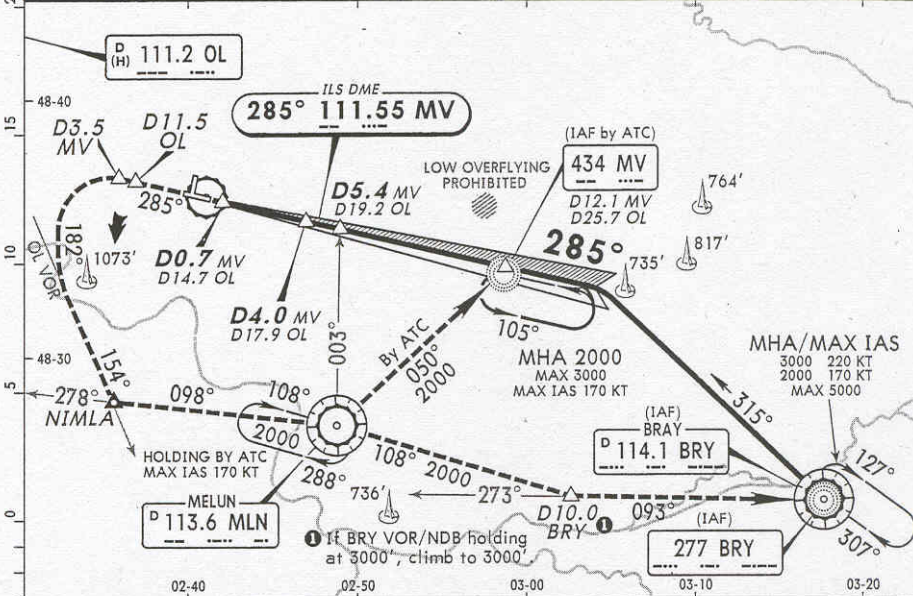 D
(H) 111.2 OL
ILS DME
285° 111.55 MV
(IAF by ATC)
434 MV
D12.1 MV
D25.7 OL
LOW OVERFLYING
PROHIBITED
764'
817'
735'
48-40
15
D3.5
MV
D11.5
OL
D5.4 MV
D19.2 OL
285°
285°
182°
OL VOR
1073'
10
D0.7 MV
D14.7 OL
D4.0 MV
D17.9 OL
105°
MHA 2000
MAX 3000
MAX IAS 170 KT
MHA/MAX IAS
3000 220 KT
2000 170 KT
MAX 5000
48-30
5
By ATC
050°
2000
003°
154°
278°
NIMLA
098°
108°
2000
288°
HOLDING BY ATC
MAX IAS 170 KT
108° 2000
315°
(IAF)
BRAY
D 114.1 BRY
127°
307°
MELUN
D 113.6 MLN
736'
273°
D10.0
BRY ❶
093°
(IAF)
277 BRY
0
❶ If BRY VOR/NDB holding
at 3000', climb to 3000'.
02-40
02-50
03-00
03-10
03-20